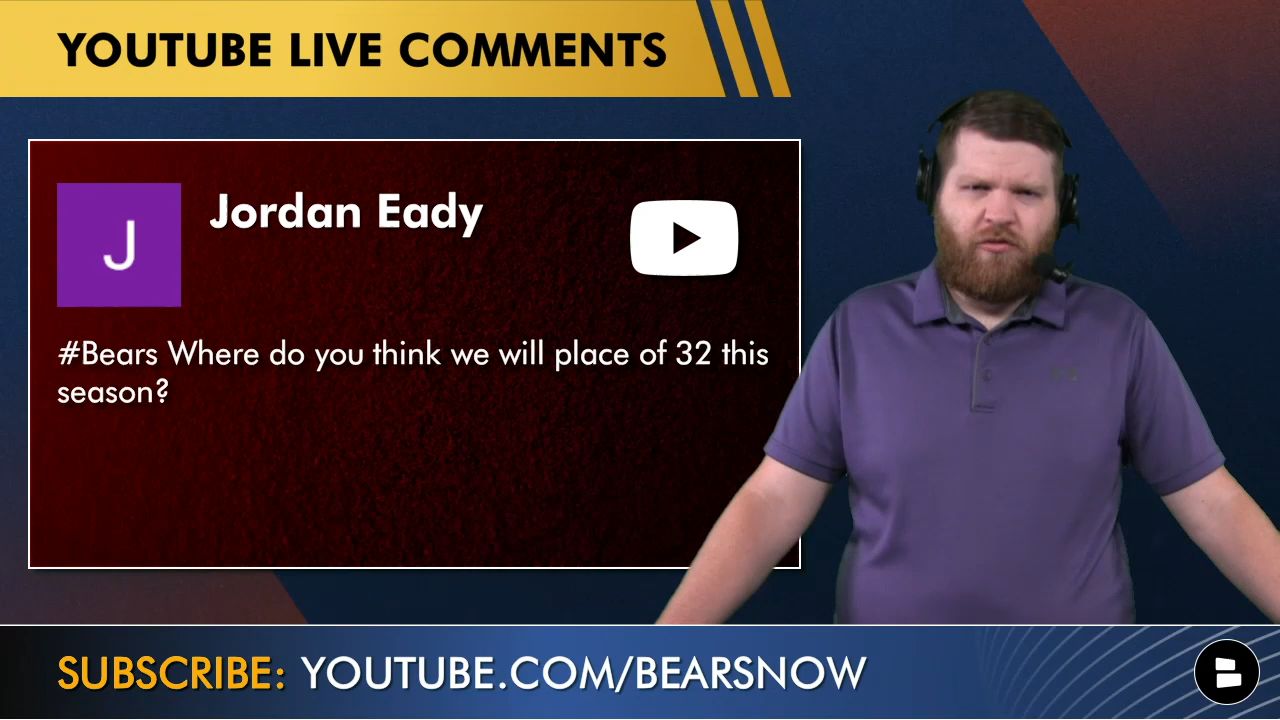 YOUTUBE LIVE COMMENTS
J
Jordan Eady
#Bears Where do you think we will place of 32 this
season?
SUBSCRIBE: YOUTUBE.COM/BEARSNOW